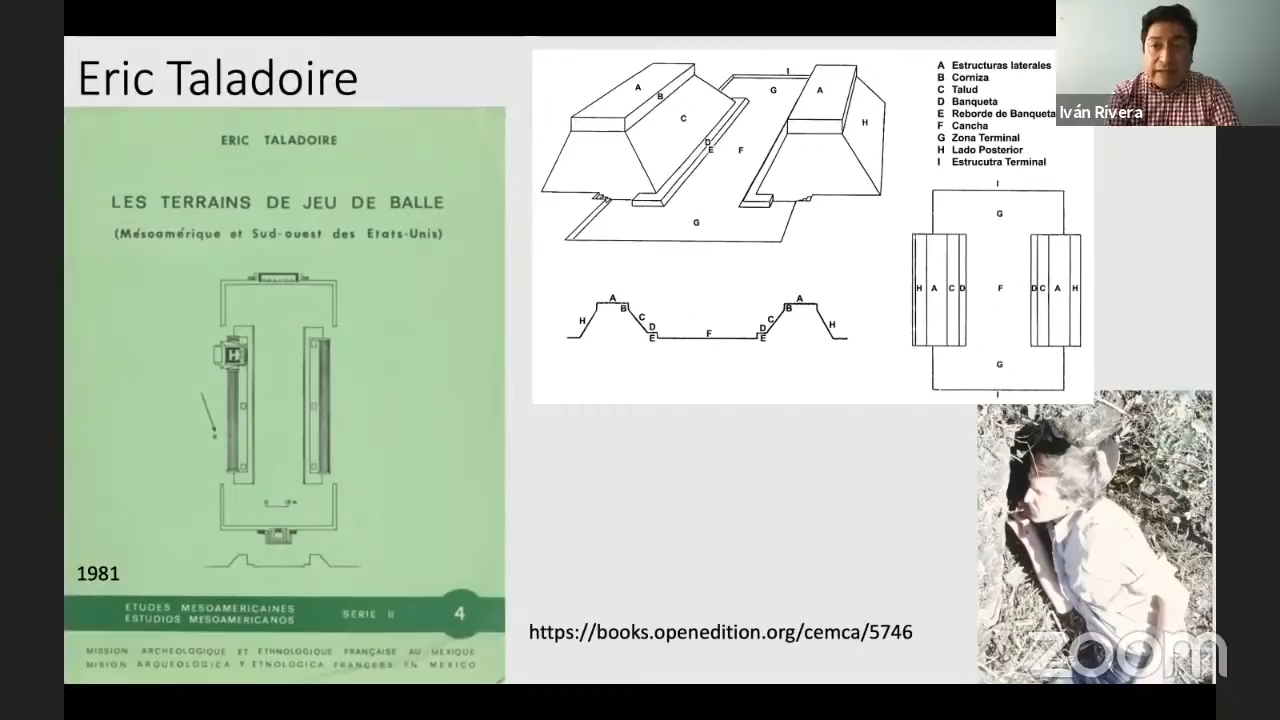 Eric Taladoire
ERIC TALADOIRE
LES TERRAINS DE JEU DE BALLE
(Mésoamérique et Sud-ouest des Etats-Unis)
H
1981
ETUDES MESOAMERICAINES
ESTUDIOS MESOAMERICANOS
SERIE II
4
MISSION ARCHEOLOGIQUE ET ETHNOLOGIQUE FRANÇAISE AU MEXIQUE
MISION ARQUEOLOGICA Y ETNOLOGICA FRANCESA EN MEXICO
A B C D E F G A H I G
A Estructuras laterales
B Corniza
C Talud
D Banqueta
E Reborde de Banqueta
F Cancha
G Zona Terminal
H Lado Posterior
I Estrucutra Terminal
A B C D E H F A B C D E H
I
G
H A C D F D C A H
G
I
https://books.openedition.org/cemca/5746
Iván Rivera
zoom